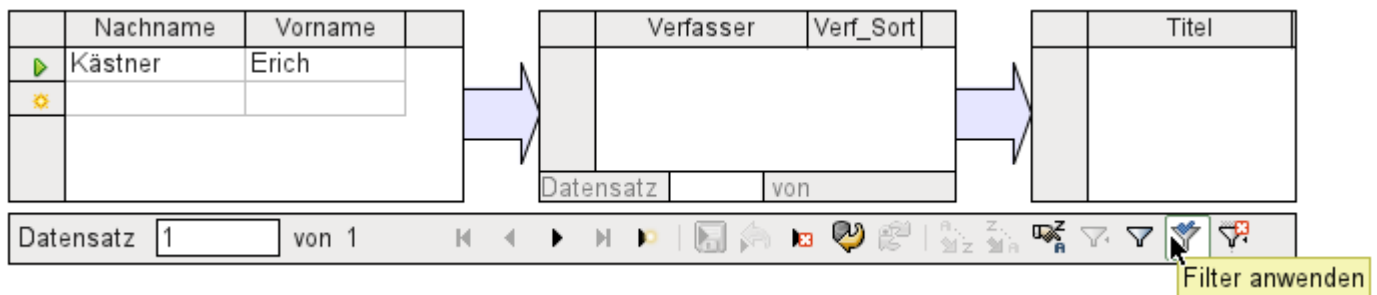 Nachname Vorname Verfasser Verf_Sort Titel
Kästner Erich
Datensatz von
Datensatz 1 von 1
Filter anwenden